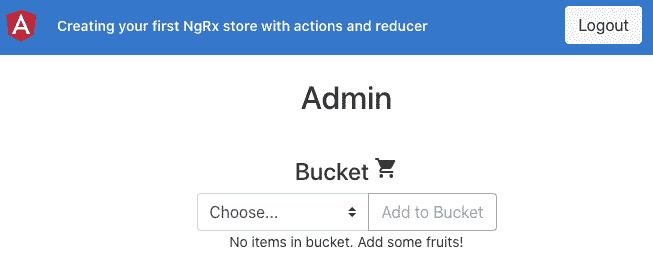 Creating your first NgRx store with actions and reducer
Logout
Admin
Bucket
Choose...
Add to Bucket
No items in bucket. Add some fruits!